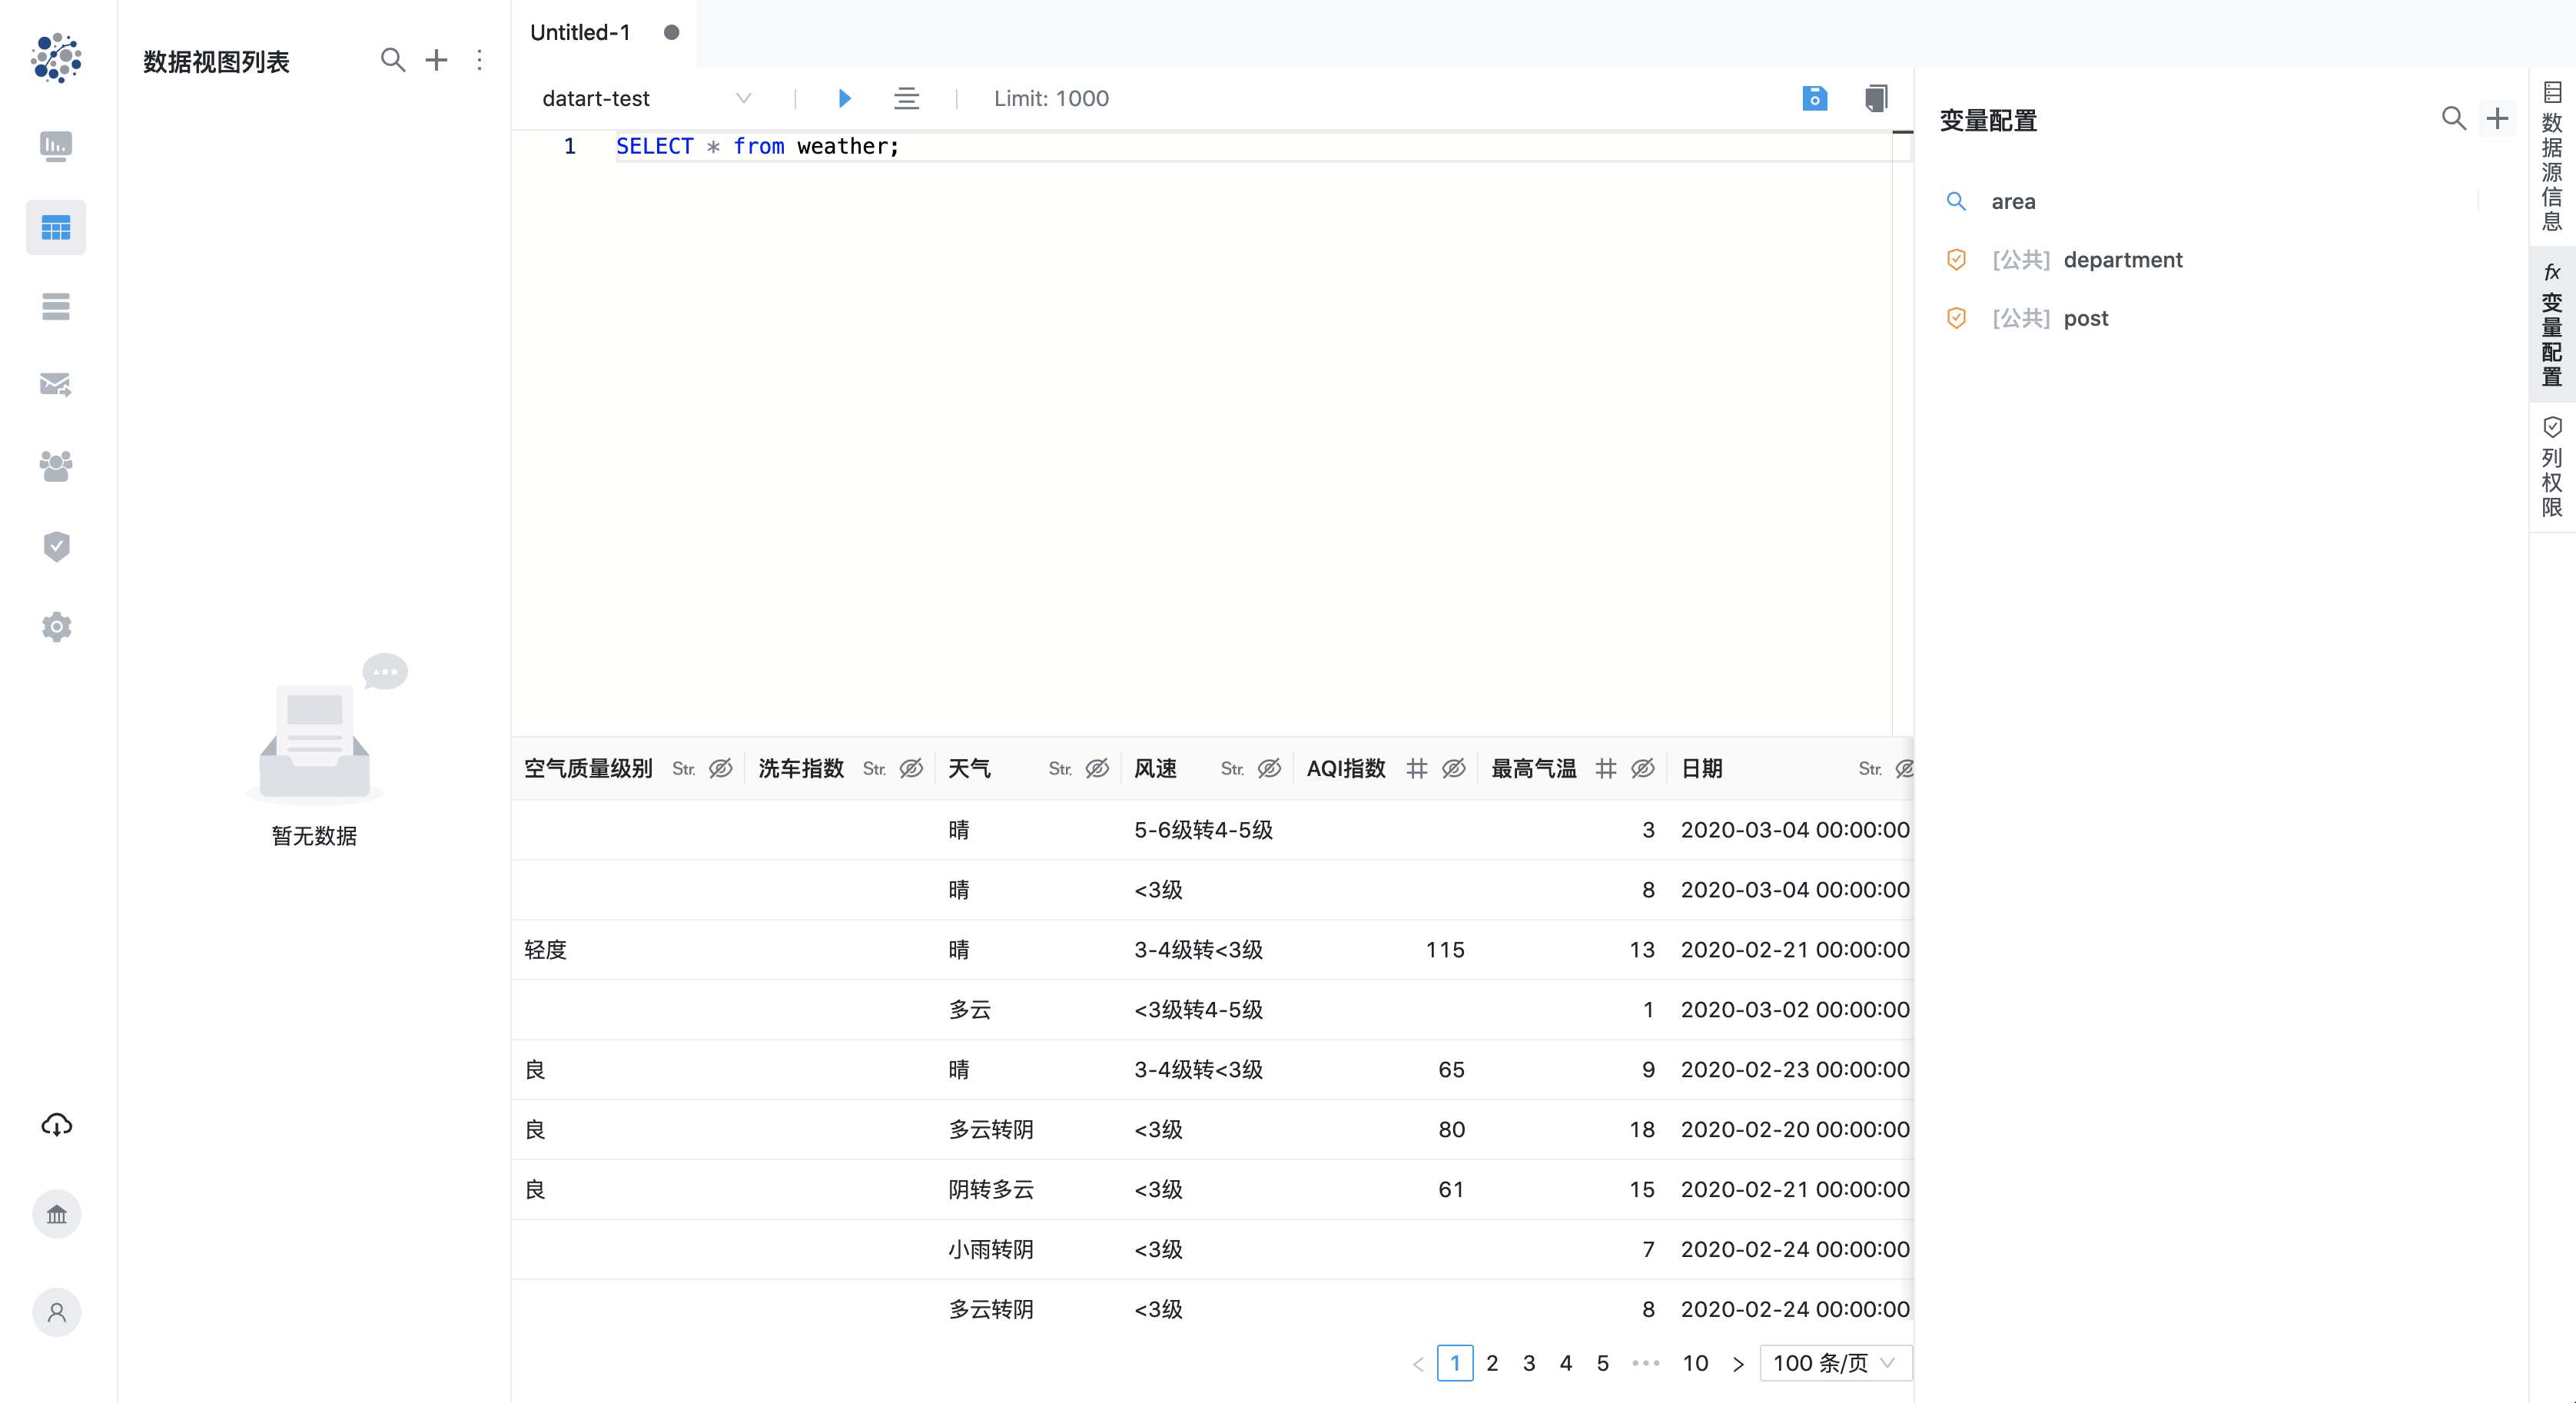 数据视图列表
暂无数据
Untitled-1
datart-test
Limit: 1000
1 SELECT * from weather;
空气质量级别 Str. 洗车指数 Str. 天气 Str. 风速 Str. AQI指数 最高气温 日期 Str.
晴 5-6级转4-5级 3 2020-03-04 00:00:00
晴 <3级 8 2020-03-04 00:00:00
轻度 晴 3-4级转<3级 115 13 2020-02-21 00:00:00
多云 <3级转4-5级 1 2020-03-02 00:00:00
良 晴 3-4级转<3级 65 9 2020-02-23 00:00:00
良 多云转阴 <3级 80 18 2020-02-20 00:00:00
良 阴转多云 <3级 61 15 2020-02-21 00:00:00
小雨转阴 <3级 7 2020-02-24 00:00:00
多云转阴 <3级 8 2020-02-24 00:00:00
< 1 2 3 4 5 ••• 10 > 100 条/页
变量配置
area
[公共] department
[公共] post
数据源信息
fx 变量配置
列权限